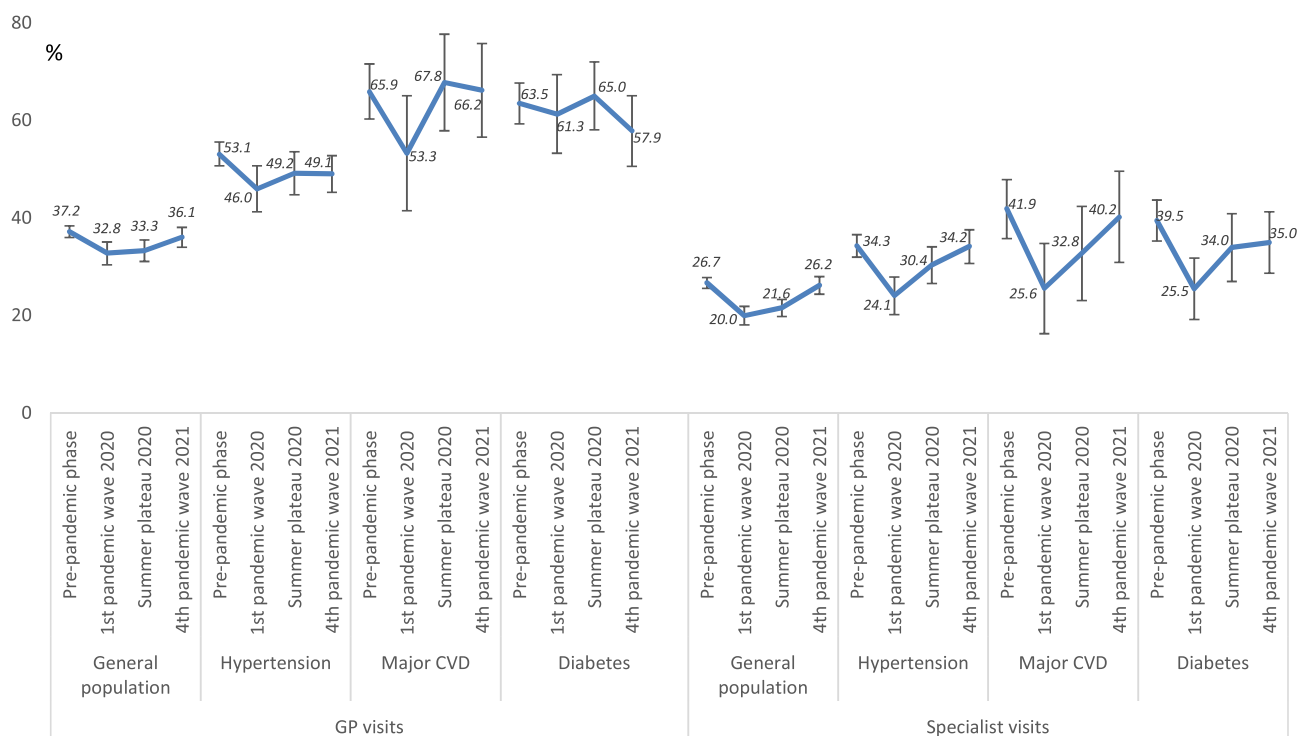 80
%
60
40
20
0
37.2
32.8
33.3
36.1
53.1
46.0
49.2
49.1
65.9
53.3
67.8
66.2
63.5
61.3
65.0
57.9
26.7
20.0
21.6
26.2
34.3
24.1
30.4
34.2
41.9
25.6
32.8
40.2
39.5
25.5
34.0
35.0
Pre-pandemic phase
1st pandemic wave 2020
Summer plateau 2020
4th pandemic wave 2021
Pre-pandemic phase
1st pandemic wave 2020
Summer plateau 2020
4th pandemic wave 2021
Pre-pandemic phase
1st pandemic wave 2020
Summer plateau 2020
4th pandemic wave 2021
Pre-pandemic phase
1st pandemic wave 2020
Summer plateau 2020
4th pandemic wave 2021
Pre-pandemic phase
1st pandemic wave 2020
Summer plateau 2020
4th pandemic wave 2021
Pre-pandemic phase
1st pandemic wave 2020
Summer plateau 2020
4th pandemic wave 2021
Pre-pandemic phase
1st pandemic wave 2020
Summer plateau 2020
4th pandemic wave 2021
Pre-pandemic phase
1st pandemic wave 2020
Summer plateau 2020
4th pandemic wave 2021
General
population
Hypertension
Major CVD
Diabetes
General
population
Hypertension
Major CVD
Diabetes
GP visits
Specialist visits